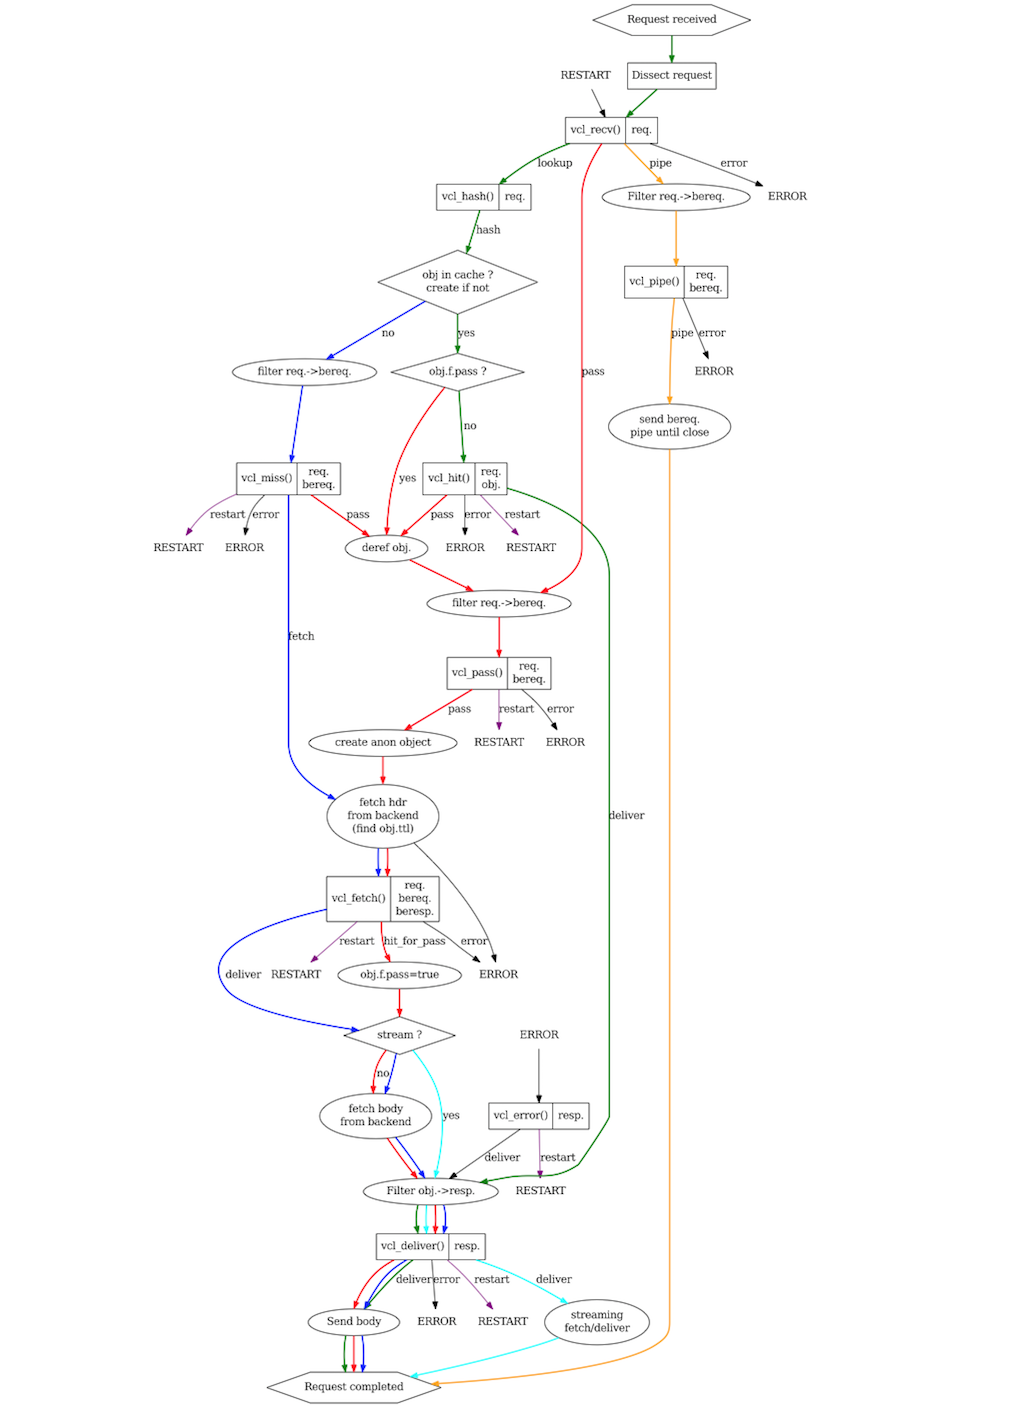 Request received
RESTART
Dissect request
vcl_recv() req.
lookup
pipe
error
vcl_hash() req.
Filter req.->bereq.
ERROR
hash
obj in cache ?
create if not
vcl_pipe() req.
bereq.
no
yes
pipe
error
filter req.->bereq.
obj.f.pass ?
pass
ERROR
no
send bereq.
pipe until close
vcl_miss() req.
bereq.
yes
vcl_hit() req.
obj.
restart
error
pass
pass
error
restart
RESTART
ERROR
deref obj.
ERROR
RESTART
filter req.->bereq.
fetch
vcl_pass() req.
bereq.
pass
restart
error
create anon object
RESTART
ERROR
fetch hdr
from backend
(find obj.ttl)
deliver
vcl_fetch() req.
bereq.
beresp.
restart
hit_for_pass
error
deliver
RESTART
obj.f.pass=true
ERROR
stream ?
ERROR
no
fetch body
from backend
yes
vcl_error() resp.
deliver
restart
Filter obj.->resp.
RESTART
vcl_deliver() resp.
deliver
error
restart
deliver
Send body
ERROR
RESTART
streaming
fetch/deliver
Request completed